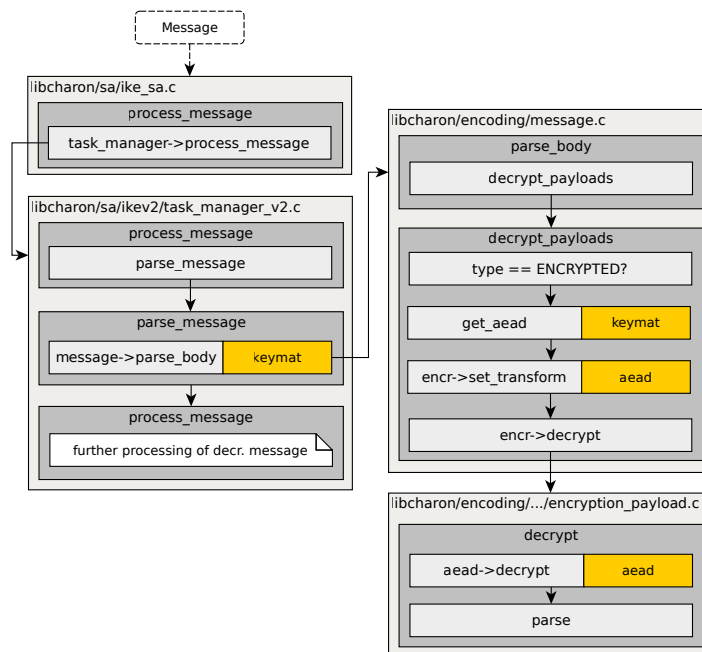 Message
libcharon/sa/ike_sa.c
process_message
task_manager->process_message
libcharon/sa/ikev2/task_manager_v2.c
process_message
parse_message
parse_message
message->parse_body
keymat
process_message
further processing of decr. message
libcharon/encoding/message.c
parse_body
decrypt_payloads
decrypt_payloads
type == ENCRYPTED?
get_aead
keymat
encr->set_transform
aead
encr->decrypt
libcharon/encoding/.../encryption_payload.c
decrypt
aead->decrypt
aead
parse